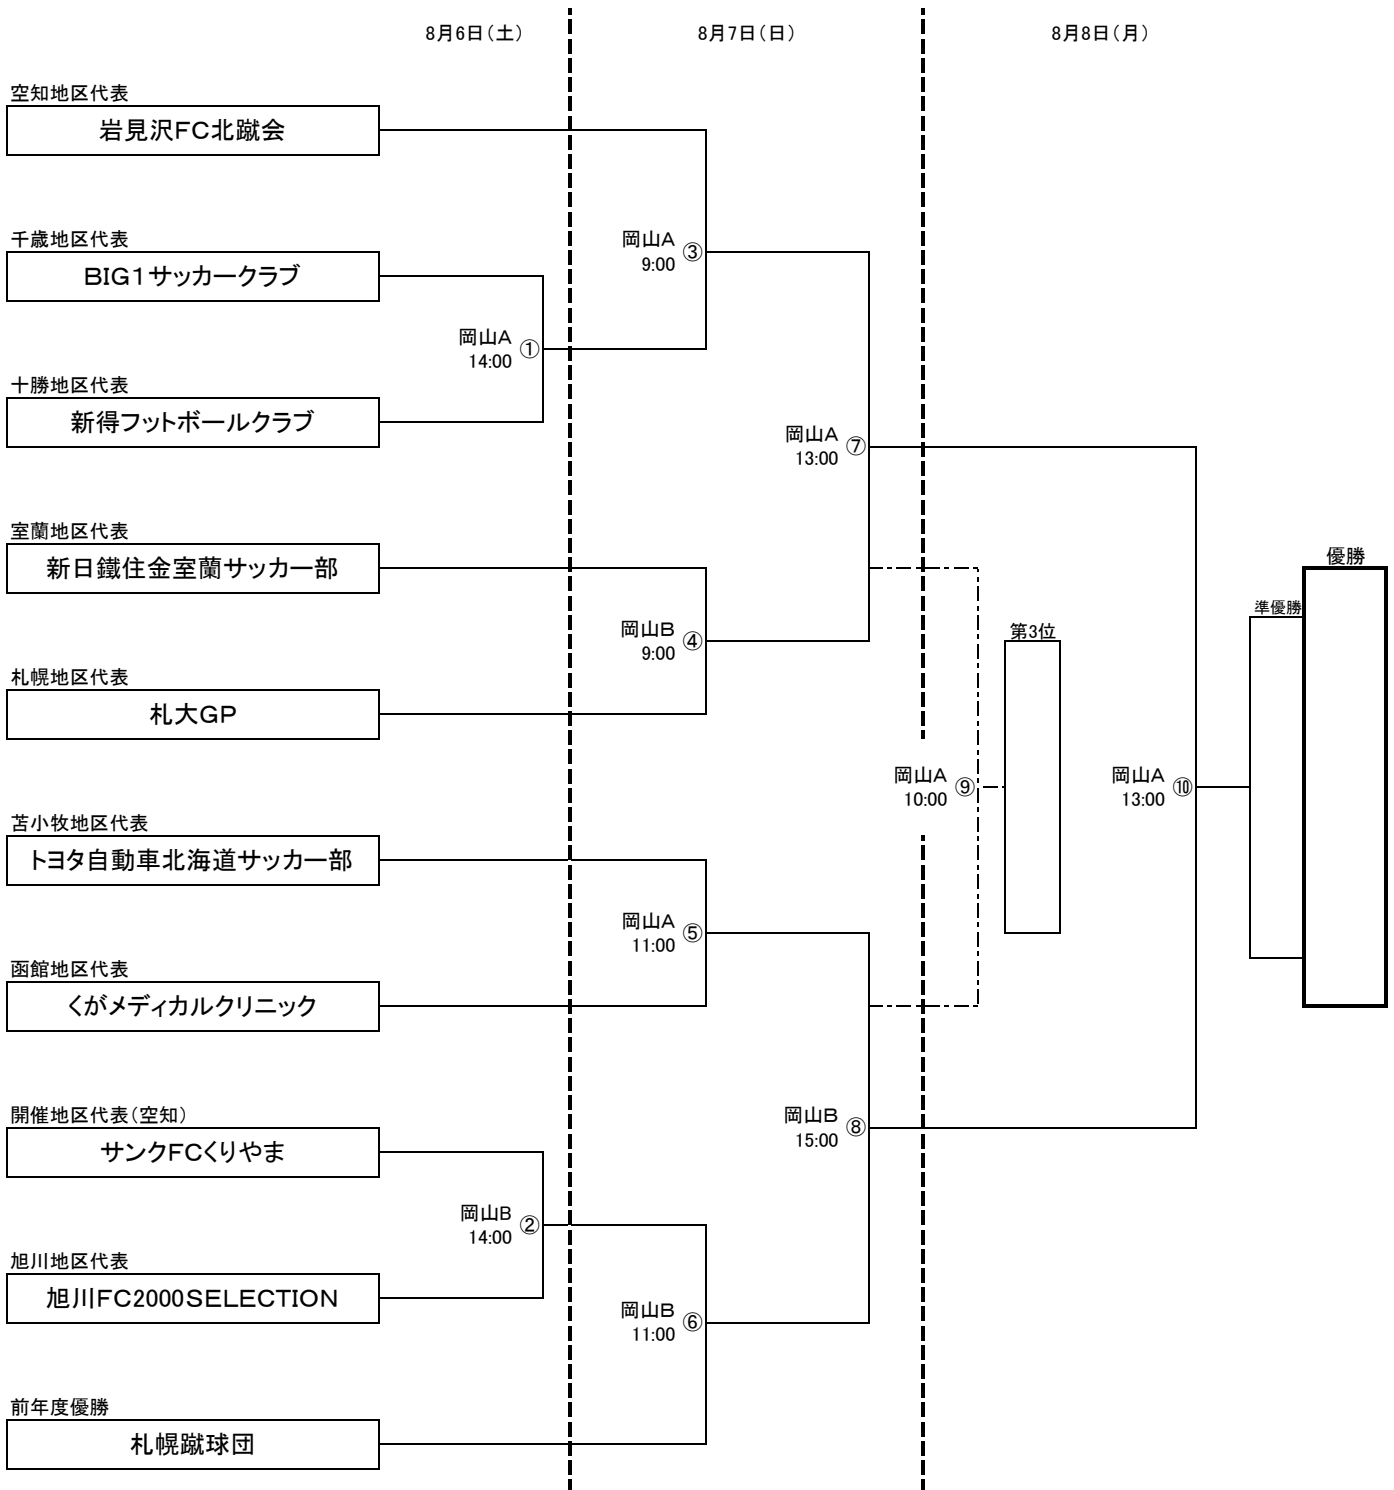 8月6日(土)
8月7日(日)
8月8日(月)
空知地区代表
岩見沢FC北蹴会
千歳地区代表
BIG1サッカークラブ
岡山A
9:00 ③
岡山A
14:00 ①
十勝地区代表
新得フットボールクラブ
岡山A
13:00 ⑦
室蘭地区代表
新日鐵住金室蘭サッカー部
優勝
準優勝
岡山B
9:00 ④
第3位
札幌地区代表
札大GP
岡山A
10:00 ⑨
岡山A
13:00 ⑩
苫小牧地区代表
トヨタ自動車北海道サッカー部
岡山A
11:00 ⑤
函館地区代表
くがメディカルクリニック
開催地区代表(空知)
サンクFCくりやま
岡山B
15:00 ⑧
岡山B
14:00 ②
旭川地区代表
旭川FC2000SELECTION
岡山B
11:00 ⑥
前年度優勝
札幌蹴球団